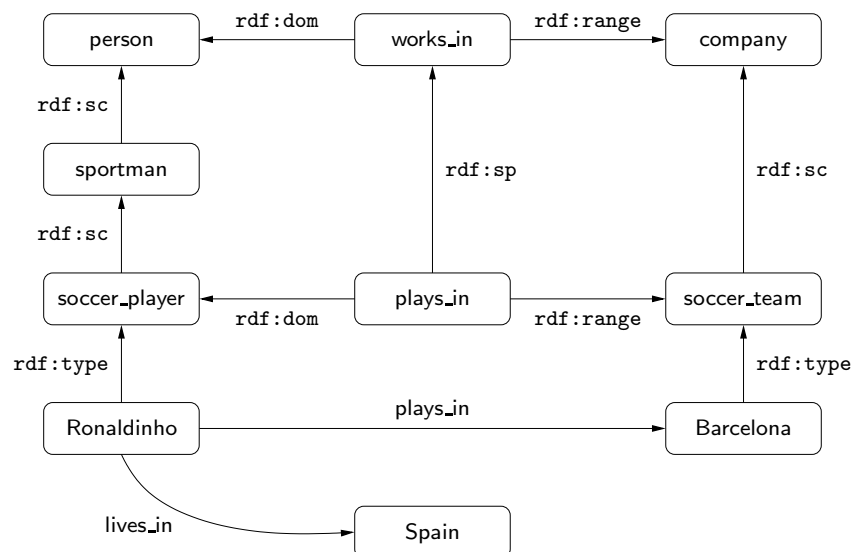 rdf:dom rdf:range
person works_in company
rdf:sc
sportman rdf:sp rdf:sc
rdf:sc
soccer_player plays_in soccer_team
rdf:dom rdf:range
rdf:type rdf:type
plays_in
Ronaldinho Barcelona
lives_in Spain